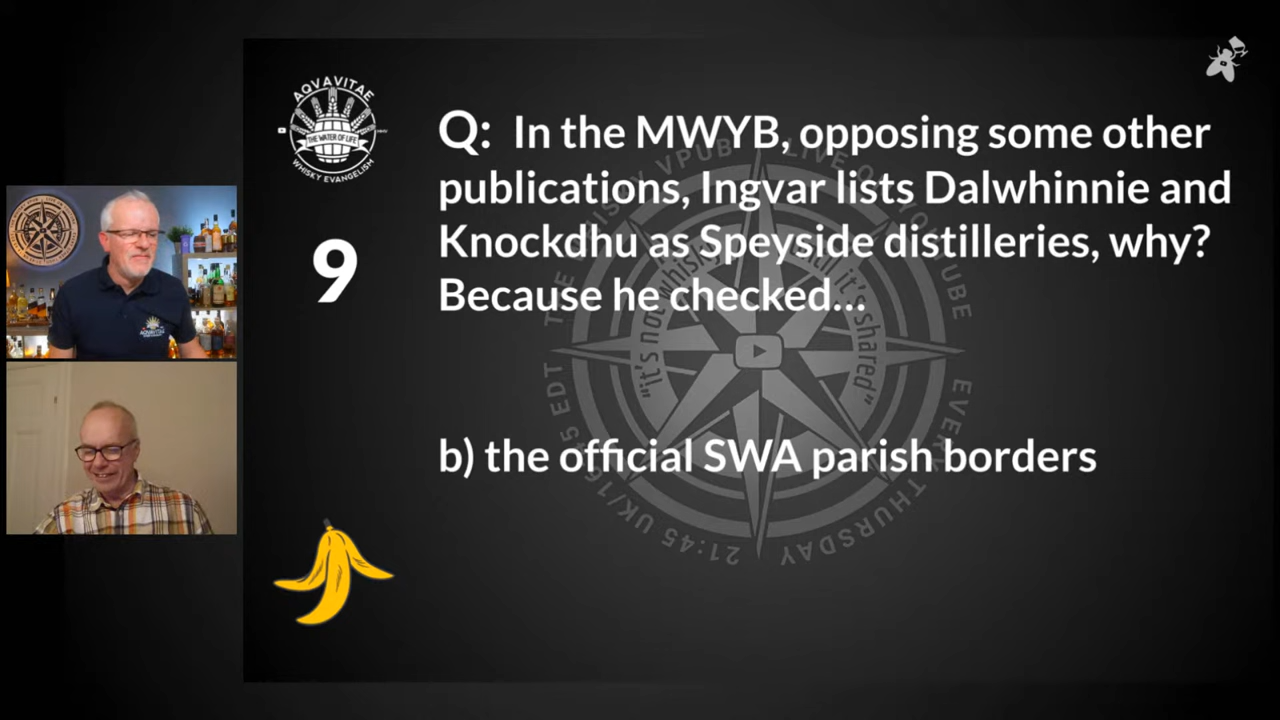 AQVAVITAE
THE WATER OF LIFE
WHISKY EVANGELISM
9
Q: In the MWYB, opposing some other
publications, Ingvar lists Dalwhinnie and
Knockdhu as Speyside distilleries, why?
Because he checked...
b) the official SWA parish borders